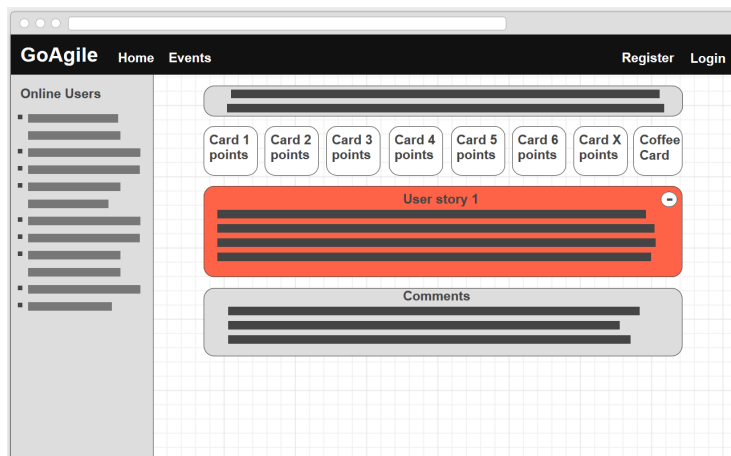 GoAgile Home Events Register Login
Online Users
Card 1 Card 2 Card 3 Card 4 Card 5 Card 6 Card X Coffee
points points points points points points points Card
User story 1
-
Comments